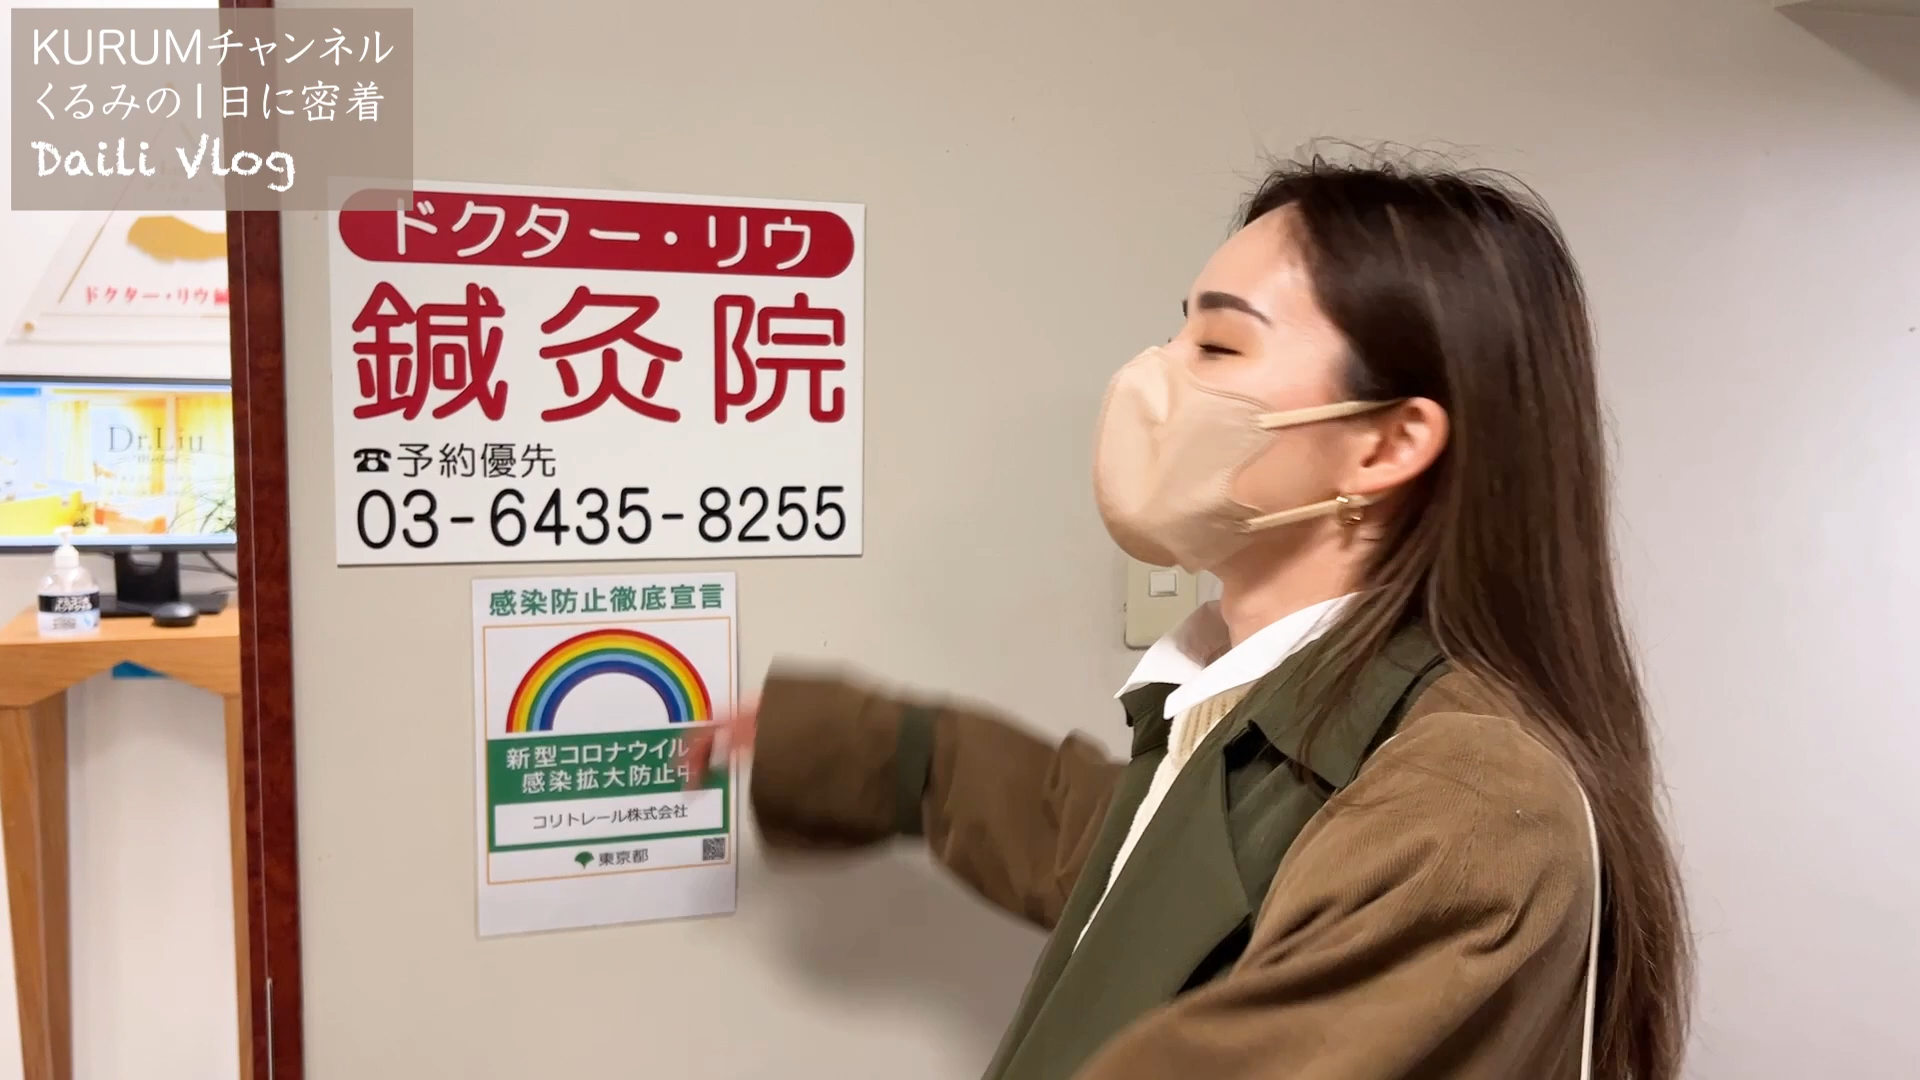 KURUMチャンネル
くるみの1日に密着
Daili Vlog
ドクター・リウ
鍼灸院
☎予約優先
03-6435-8255
ドクター・リウ鍼
Dr.Liu
Method
感染防止徹底宣言
新型コロナウイル
感染拡大防止中
コリトレール株式会社
東京都